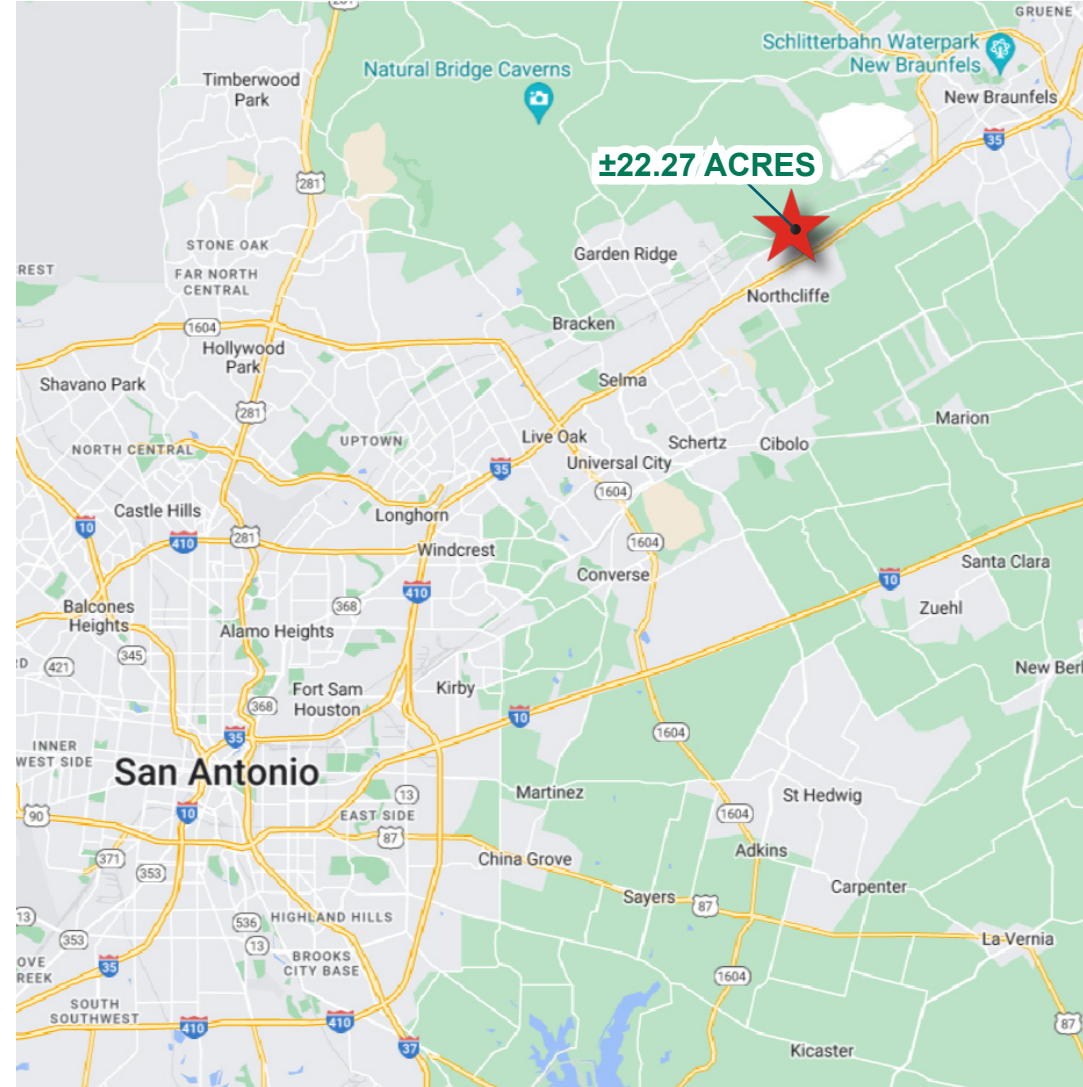 281
GRUENE
Schlitterbahn Waterpark
New Braunfels
Natural Bridge Caverns
Timberwood
Park
New Braunfels
35
±22.27 ACRES
281
STONE OAK
Garden Ridge
FAR NORTH
CENTRAL
Northcliffe
1604
Bracken
Hollywood
Park
Shavano Park
Selma
281
Marion
NORTH CENTRAL
UPTOWN
Live Oak
Schertz
Cibolo
35
Universal City
1604
Castle Hills
Longhorn
10
410
281
1604
Windcrest
Santa Clara
Converse
10
410
Balcones
Heights
368
Zuehl
Alamo Heights
345
421
New Berl
Fort Sam
Houston
Kirby
368
10
35
1604
INNER
WEST SIDE
San Antonio
Martinez
13
St Hedwig
90
10
EAST SIDE
1604
87
371
353
China Grove
Adkins
Carpenter
Sayers
87
13
536
HIGHLAND HILLS
353
13
La Vernia
BROOKS
CITY BASE
35
1604
SOUTH
SOUTHWEST
410
410
87
37
Kicaster